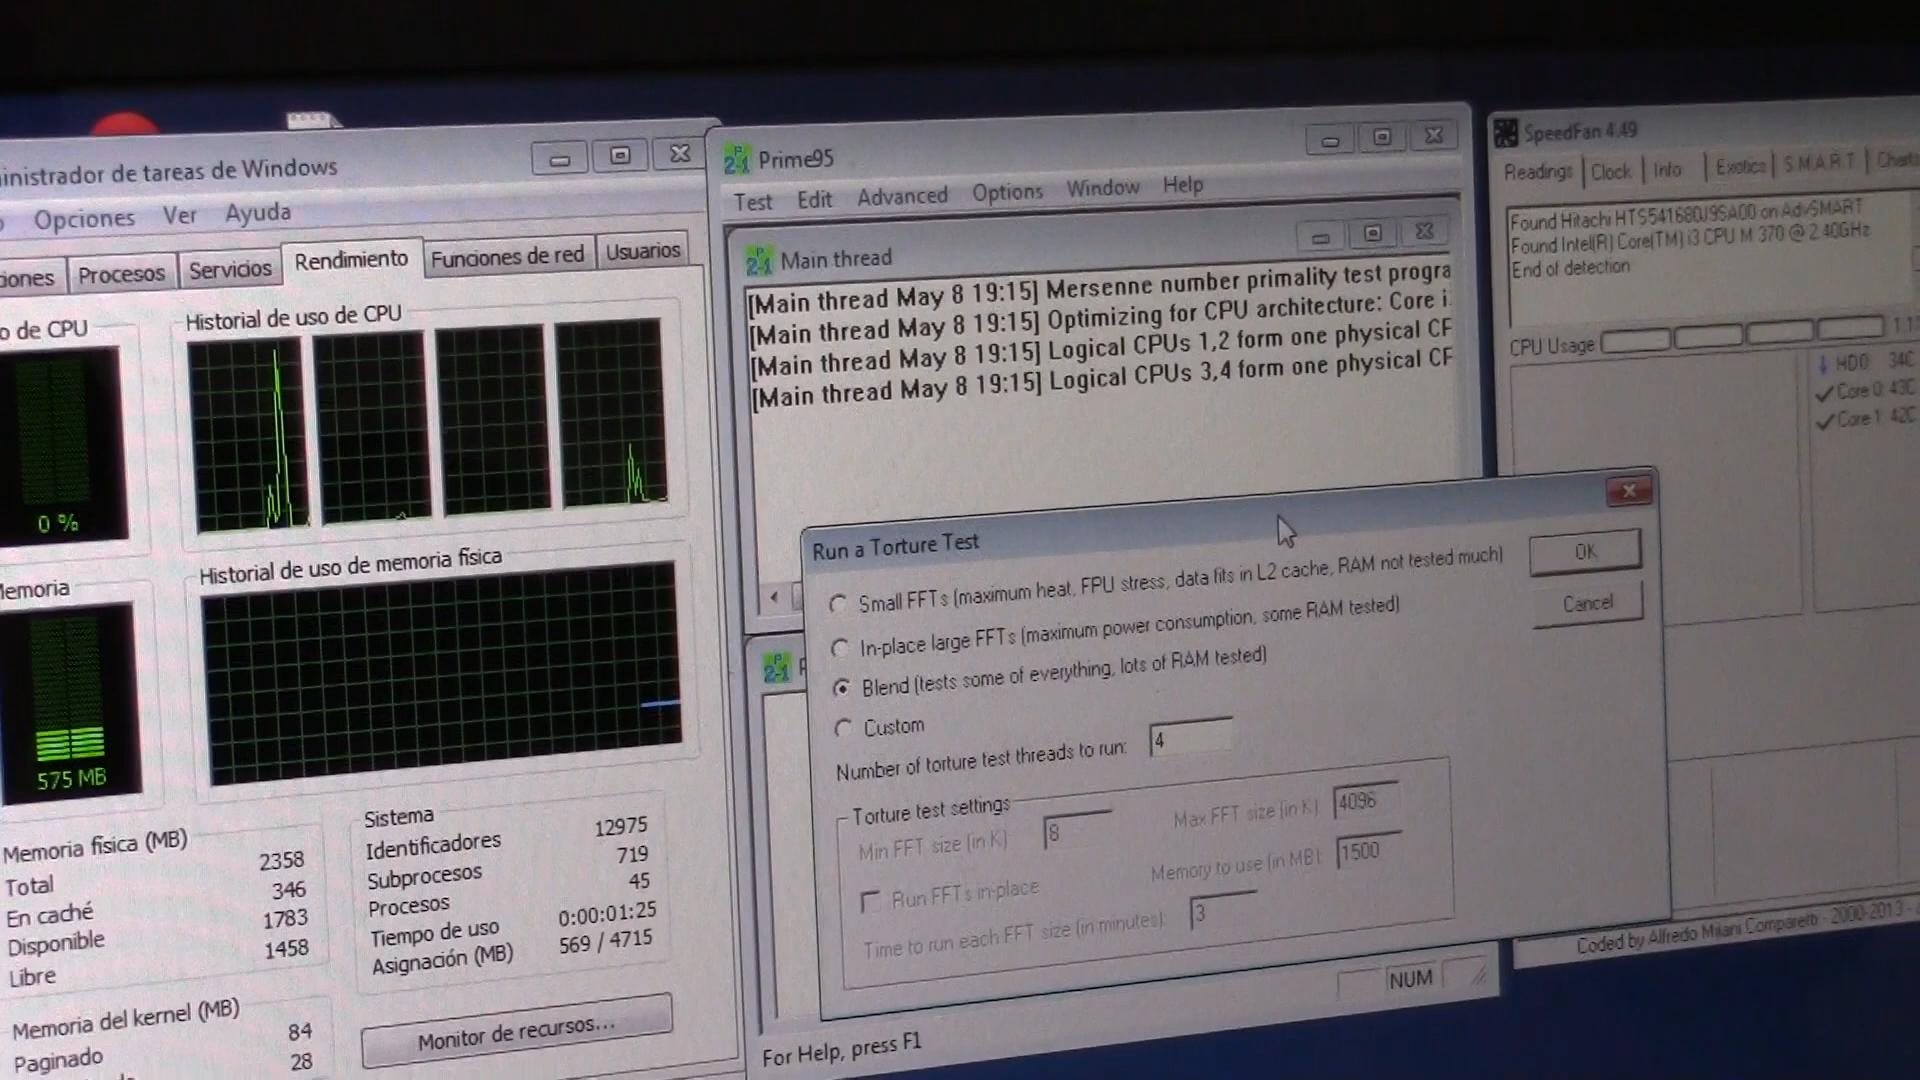 inistrador de tareas de Windows
Opciones Ver Ayuda
iones Procesos Servicios Rendimiento Funciones de red Usuarios
o de CPU
Historial de uso de CPU
0 %
Historial de uso de memoria física
emoria
575 MB
Memoria física (MB)
Total 2358
En caché 346
Disponible 1783
Libre 1458
Sistema
Identificadores 12975
Subprocesos 719
Procesos 45
Tiempo de uso 0:00:01:25
Asignación (MB) 569 / 4715
Memoria del kernel (MB)
Paginado 84
28
Monitor de recursos...
Prime95
Test Edit Advanced Options Window Help
Main thread
[Main thread May 8 19:15] Mersenne number primality test progra
[Main thread May 8 19:15] Optimizing for CPU architecture: Core i
[Main thread May 8 19:15] Logical CPUs 1,2 form one physical CF
[Main thread May 8 19:15] Logical CPUs 3,4 form one physical CF
Run a Torture Test
Small FFTs (maximum heat, FPU stress, data fits in L2 cache, RAM not tested much)
In-place large FFTs (maximum power consumption, some RAM tested)
Blend (tests some of everything, lots of RAM tested)
Custom
Number of torture test threads to run: 4
OK
Cancel
Torture test settings
Min FFT size (in K) 8
Max FFT size (in K) 4096
Run FFTs in-place
Memory to use (in MB): 1500
Time to run each FFT size (in minutes): 3
For Help, press F1
NUM
SpeedFan 4.49
Readings Clock Info Exotics S.M.A.R.T. Charts
Found Hitachi HTS541680J9SA00 on AdvSMART
Found Intel(R) Core(TM) i3 CPU M 370 @ 2.40GHz
End of detection
CPU Usage
HD0 34C
Core 0: 43C
Core 1: 42C
Coded by Alfredo Milani Comparetti - 2000-2013 -